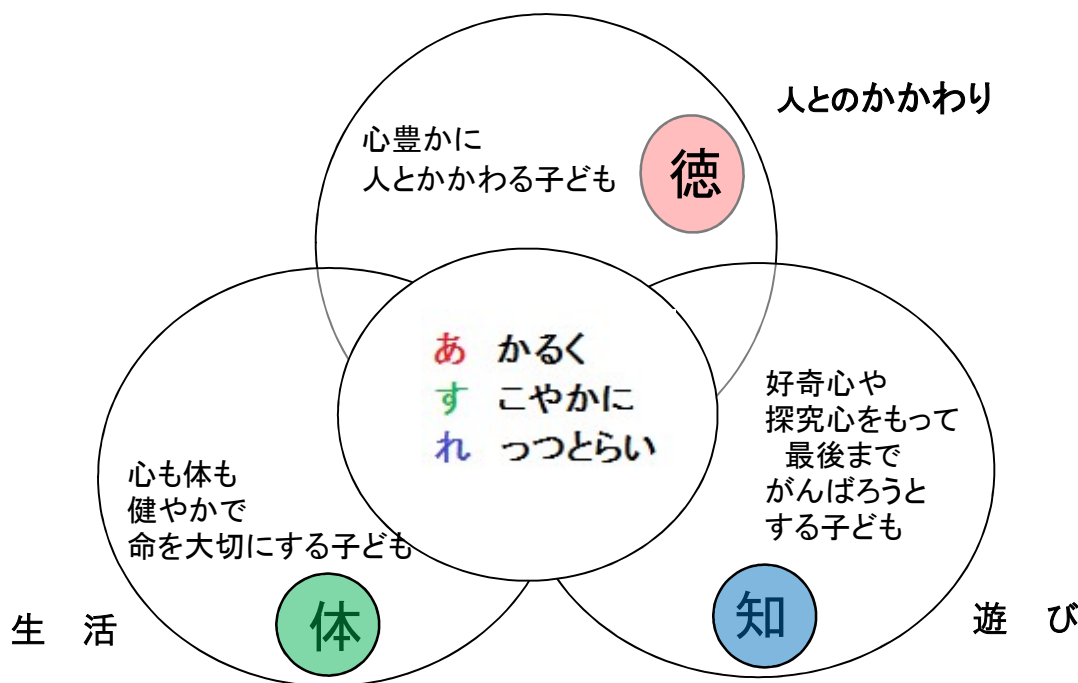 人とのかかわり
心豊かに
人とかかわる子ども
徳
あ かるく
す こやかに
れ っつとらい
好奇心や
探究心をもって
最後まで
がんばろうと
する子ども
知
遊 び
心も体も
健やかで
命を大切にする子ども
体
生 活